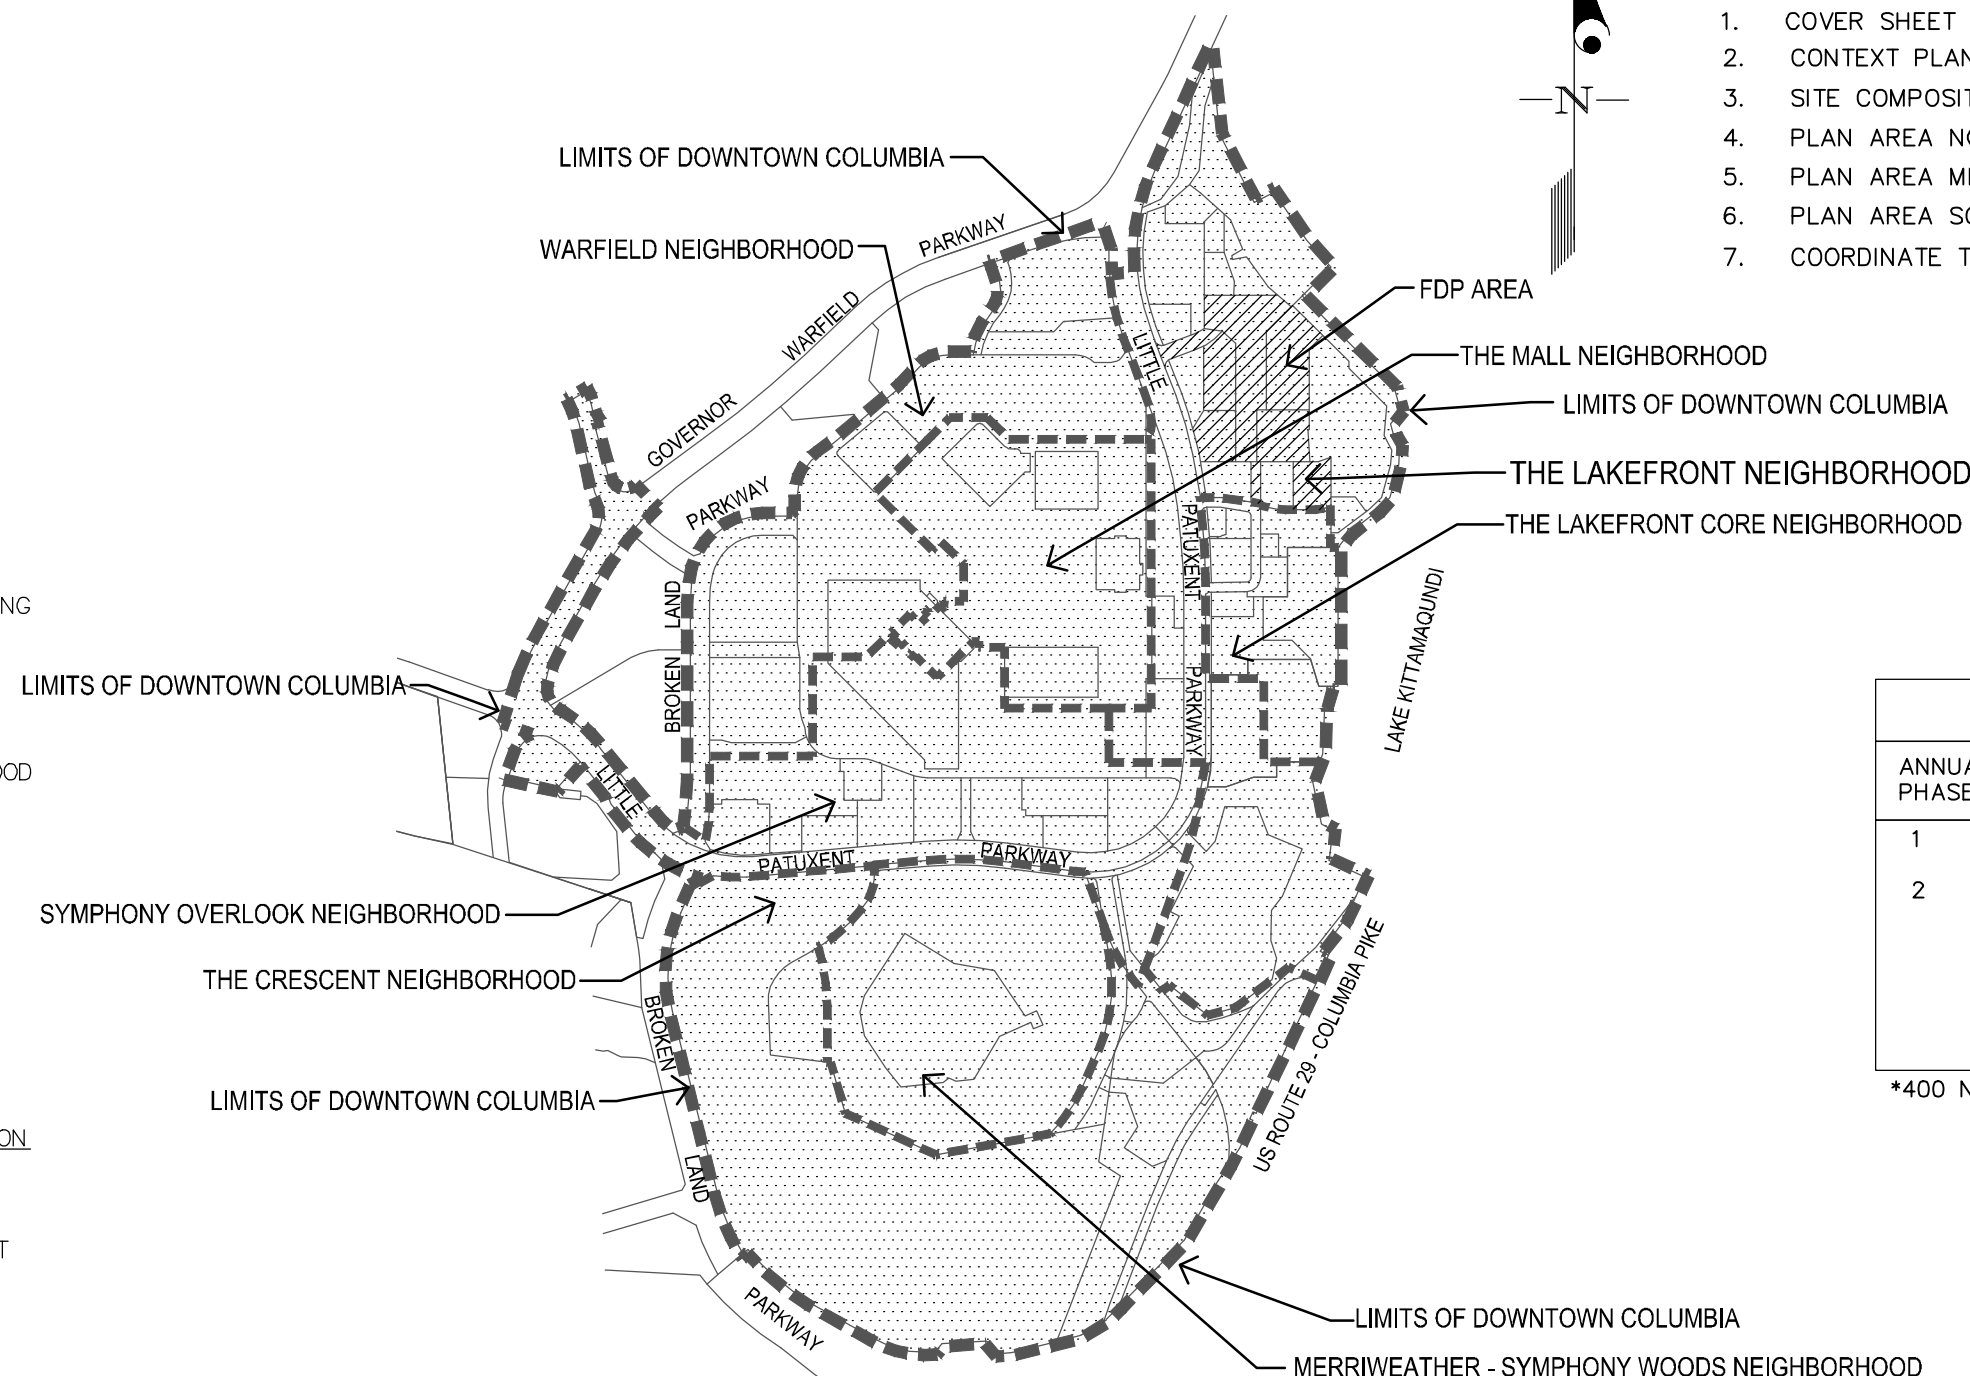 1. COVER SHEET
2. CONTEXT PLAN
3. SITE COMPOSIT
4. PLAN AREA NO
5. PLAN AREA
6. PLAN AREA SO
7. COORDINATE T
N
LIMITS OF DOWNTOWN COLUMBIA
WARFIELD NEIGHBORHOOD
FDP AREA
THE MALL NEIGHBORHOOD
LIMITS OF DOWNTOWN COLUMBIA
THE LAKEFRONT NEIGHBORHOOD
THE LAKEFRONT CORE NEIGHBORHOOD
GOVERNOR WARFIELD PARKWAY
LITTLE PATUXENT PARKWAY
BROKEN LAND PARKWAY
LAKE KITTAMAQUNDI
NG
LIMITS OF DOWNTOWN COLUMBIA
OOD
LITTLE PATUXENT PARKWAY
SYMPHONY OVERLOOK NEIGHBORHOOD
THE CRESCENT NEIGHBORHOOD
LIMITS OF DOWNTOWN COLUMBIA
BROKEN LAND PARKWAY
US ROUTE 29 - COLUMBIA PIKE
ON
T
LIMITS OF DOWNTOWN COLUMBIA
MERRIWEATHER - SYMPHONY WOODS NEIGHBORHOOD
ANNUA
PHASE
1
2
*400 N